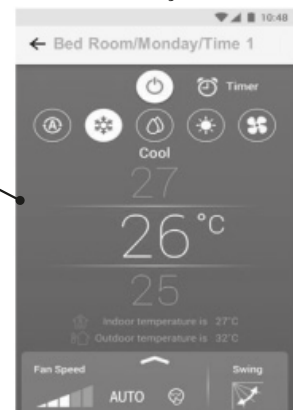 10:48
← Bed Room/Monday/Time 1
Timer
A
Cool
27
26°C
25
Indoor temperature is 27°C
Outdoor temperature is 32°C
Fan Speed
Swing
AUTO